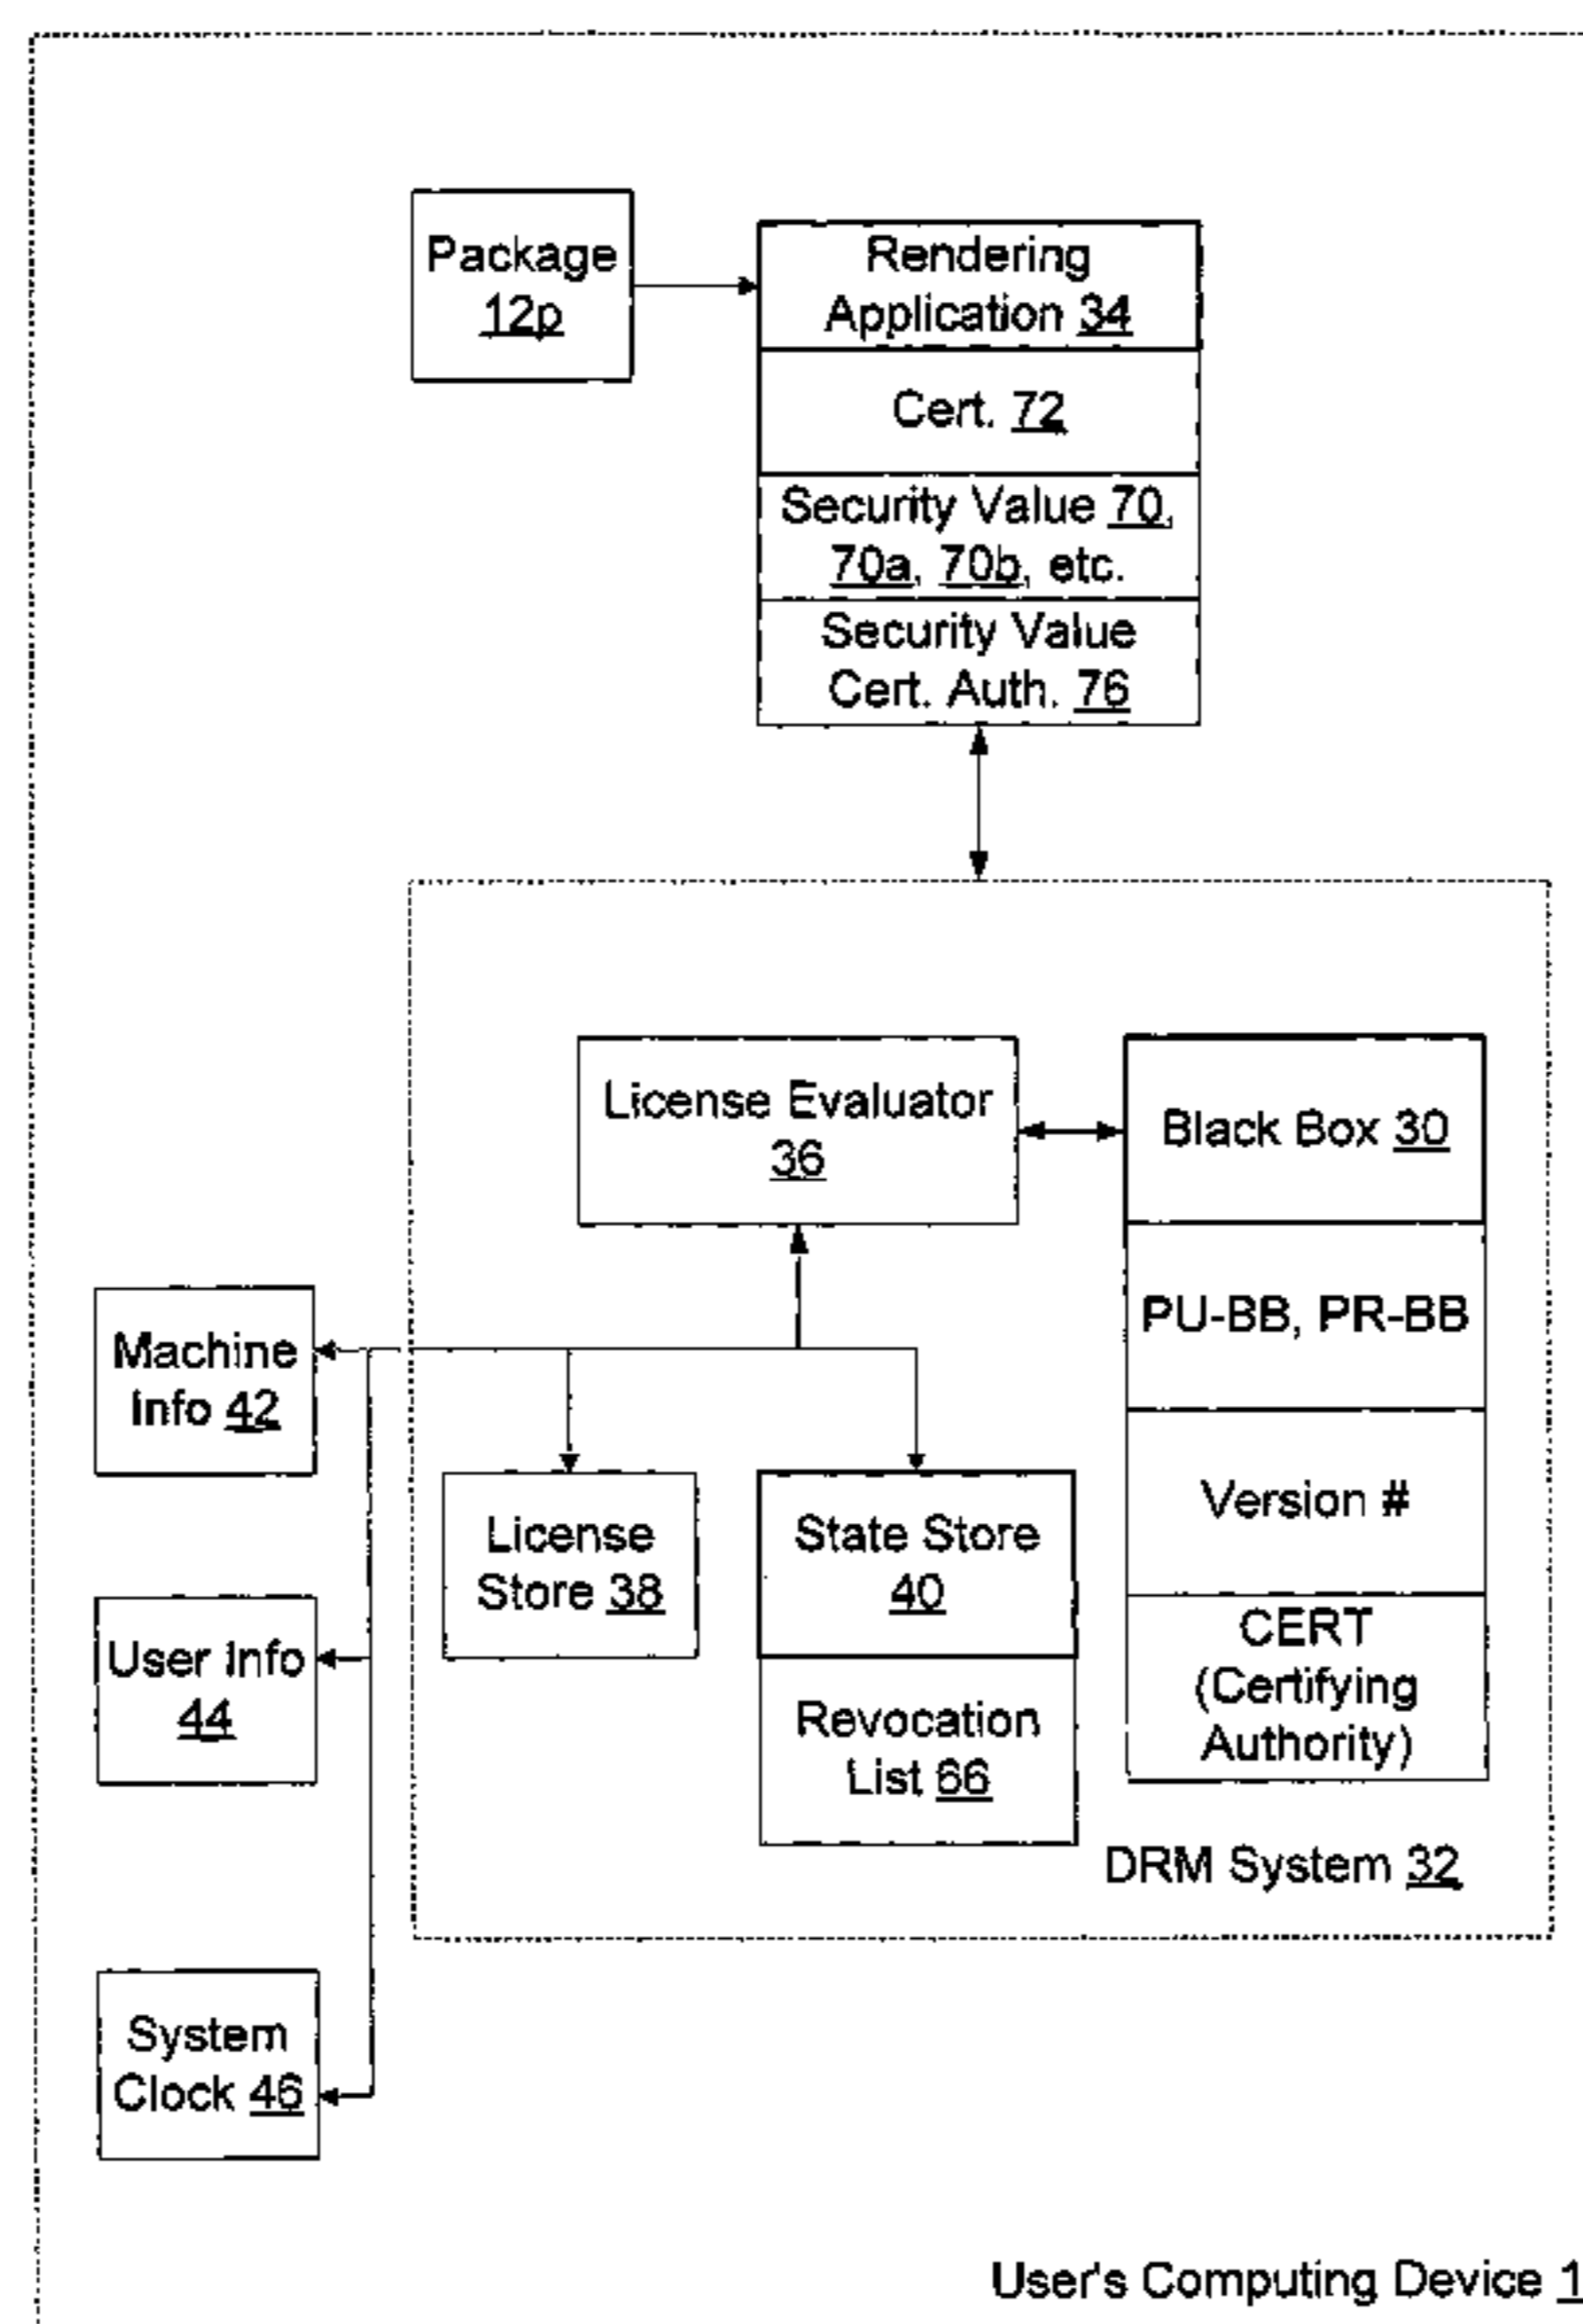 Package
12p
Rendering
Application 34
Cert. 72
Security Value 70,
70a, 70b, etc.
Security Value
Cert. Auth. 76
License Evaluator
36
Black Box 30
PU-BB, PR-BB
Version #
CERT
(Certifying
Authority)
Machine
Info 42
License
Store 38
State Store
40
User Info
44
Revocation
List 66
DRM System 32
System
Clock 46
User's Computing Device